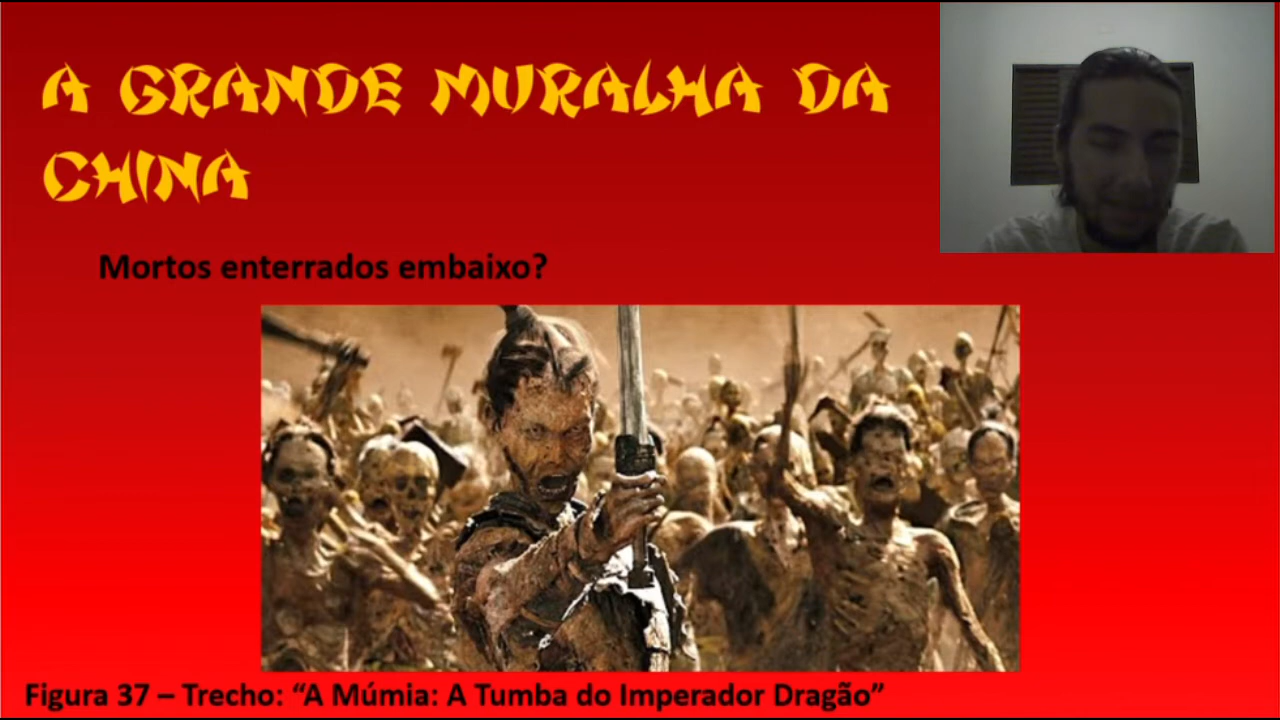 A GRANDE MURALHA DA
CHINA
Mortos enterrados embaixo?
Figura 37 – Trecho: “A Múmia: A Tumba do Imperador Dragão”